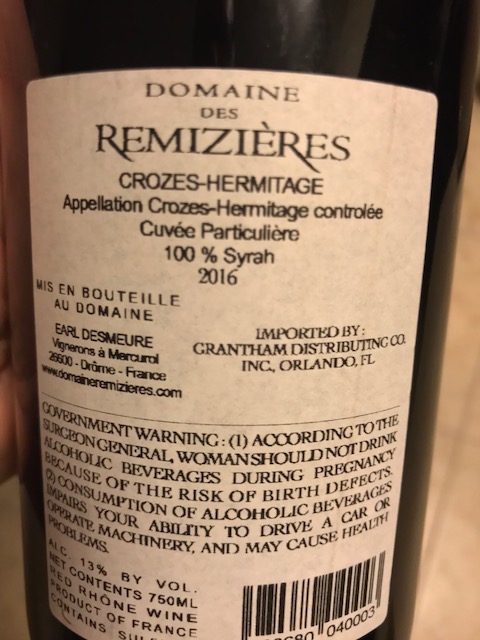 DOMAINE
DES
REMIZIÈRES
CROZES-HERMITAGE
Appellation Crozes-Hermitage controlée
Cuvée Particulière
100 % Syrah
2016
MIS EN BOUTEILLE
AU DOMAINE
EARL DESMEURE
Vignerons à Mercurol
26600 - Drôme - France
www.domaineremizieres.com
IMPORTED BY:
GRANTHAM DISTRIBUTING CO.
INC., ORLANDO, FL
GOVERNMENT WARNING: (1) ACCORDING TO THE
SURGEON GENERAL, WOMAN SHOULD NOT DRINK
ALCOHOLIC BEVERAGES DURING PREGNANCY
BECAUSE OF THE RISK OF BIRTH DEFECTS.
(2) CONSUMPTION OF ALCOHOLIC BEVERAGES
IMPAIRS YOUR ABILITY TO DRIVE A CAR OR
OPERATE MACHINERY, AND MAY CAUSE HEALTH
PROBLEMS.
ALC. 13% BY VOL.
NET CONTENTS 750ML
RED RHÔNE WINE
PRODUCT OF FRANCE
CONTAINS
040003